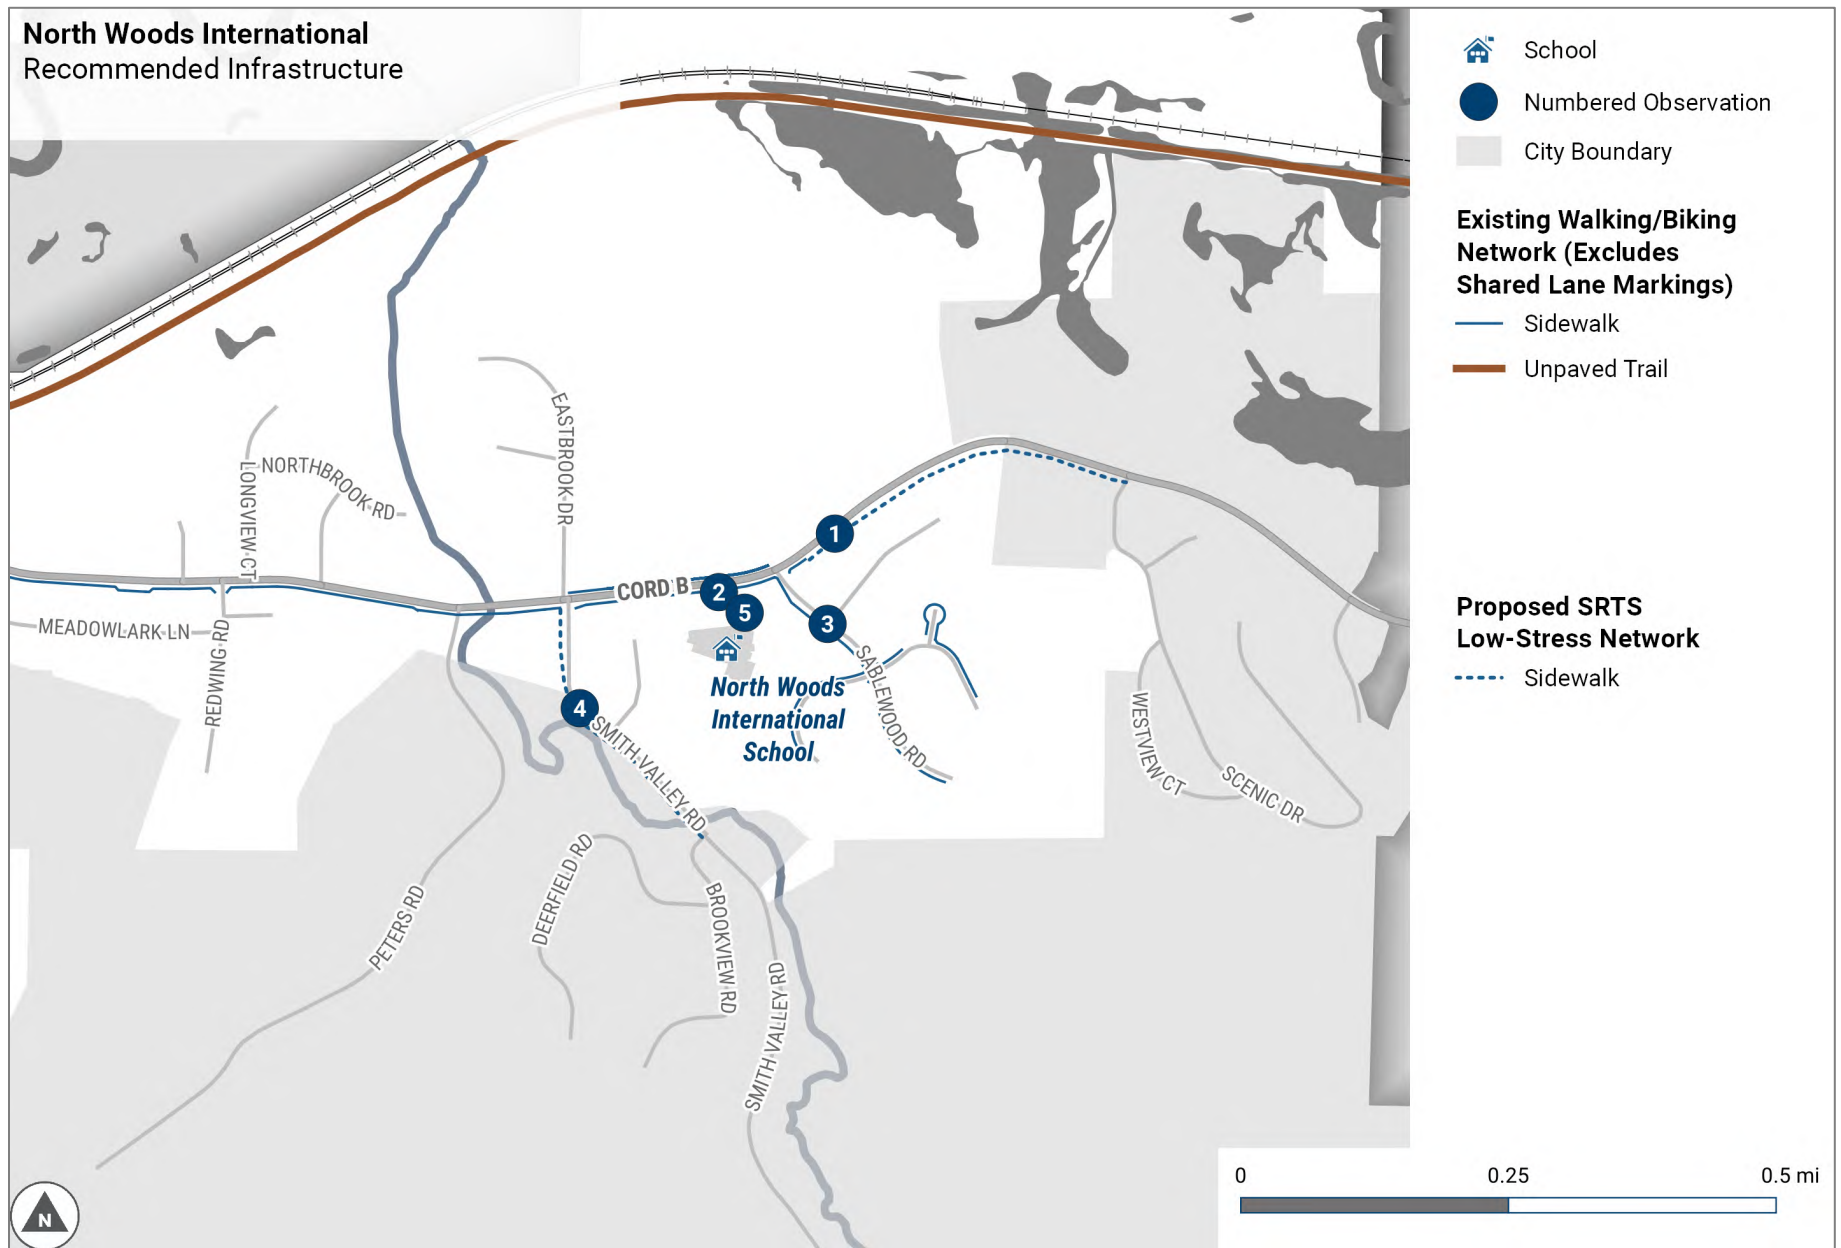 North Woods International
Recommended Infrastructure
School
Numbered Observation
City Boundary
Existing Walking/Biking
Network (Excludes
Shared Lane Markings)
Sidewalk
Unpaved Trail
Proposed SRTS
Low-Stress Network
Sidewalk
EASTBROOK DR
LONGVIEW CT
NORTHBROOK RD
1
CORD B
2
5
3
MEADOWLARK LN
REDWING RD
SABLEWOOD RD
North Woods
International
School
4
SMITH VALLEY RD
WESTVIEW CT
SCENIC DR
DEERFIELD RD
PETERS RD
BROOKVIEW RD
SMITH VALLEY RD
0 0.25 0.5 mi
N